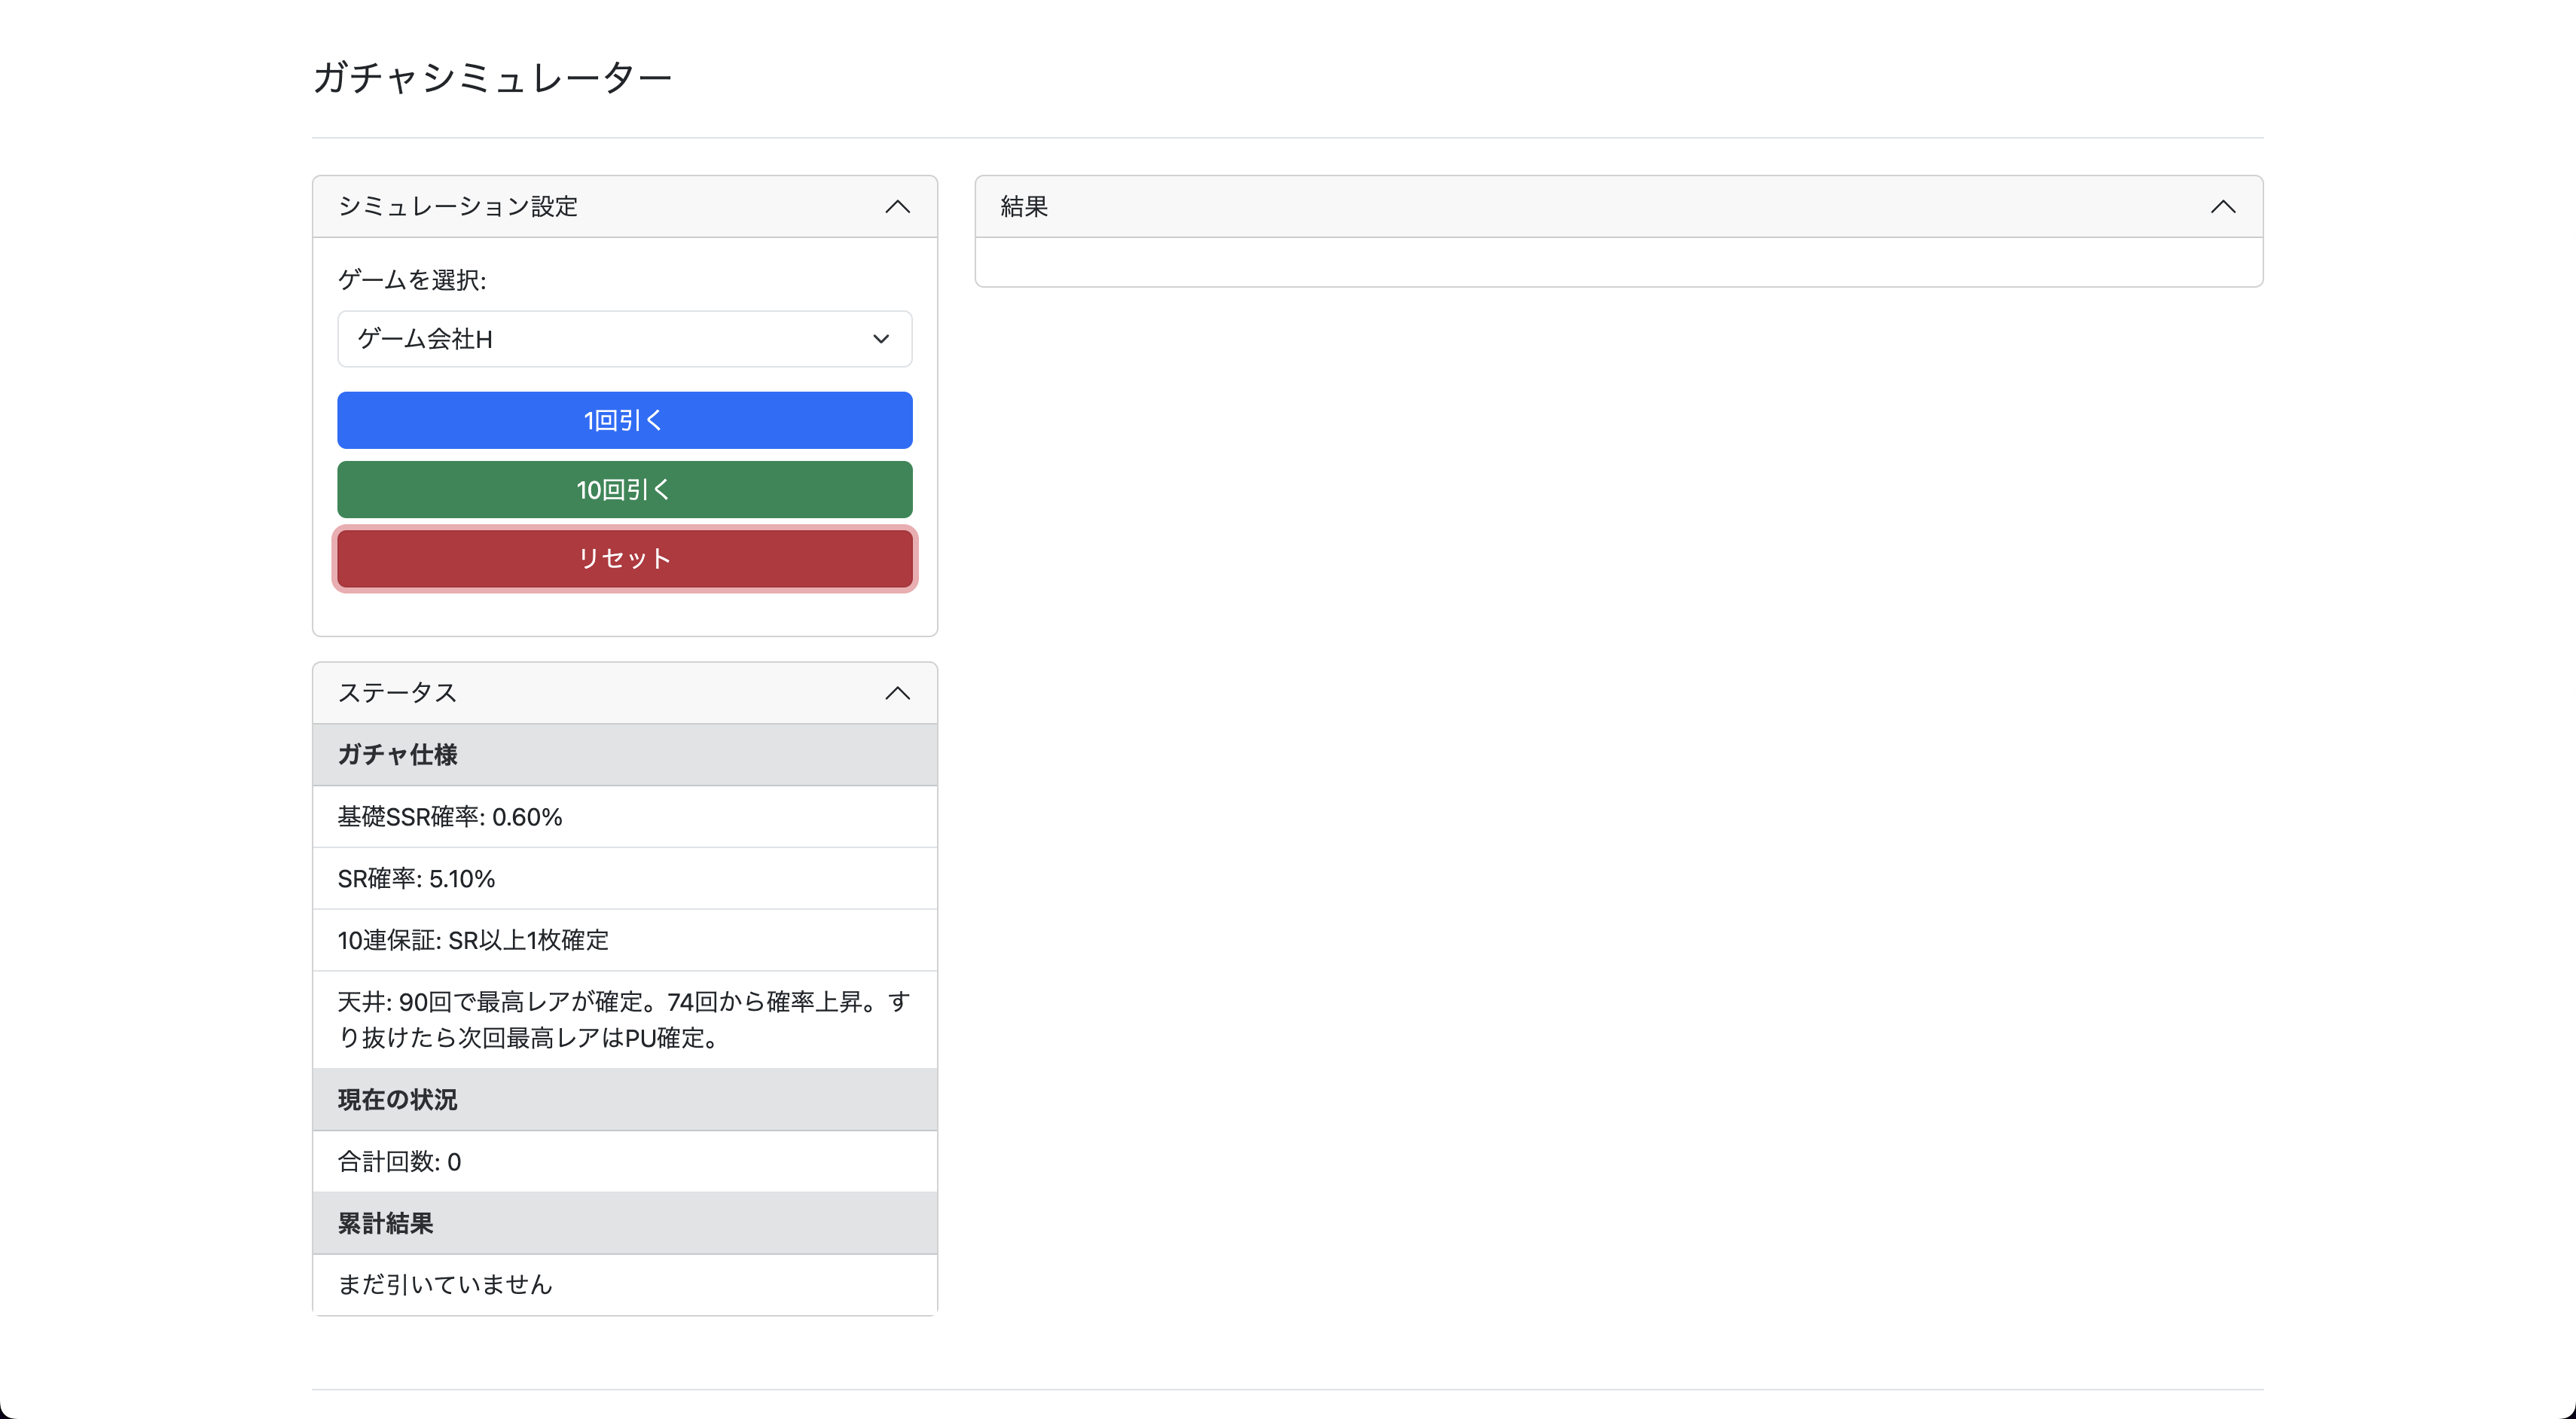 ガチャシミュレーター
シミュレーション設定
ゲームを選択:
ゲーム会社H
1回引く
10回引く
リセット
ステータス
ガチャ仕様
基礎SSR確率: 0.60%
SR確率: 5.10%
10連保証: SR以上1枚確定
天井: 90回で最高レアが確定。74回から確率上昇。す
り抜けたら次回最高レアはPU確定。
現在の状況
合計回数: 0
累計結果
まだ引いていません
結果